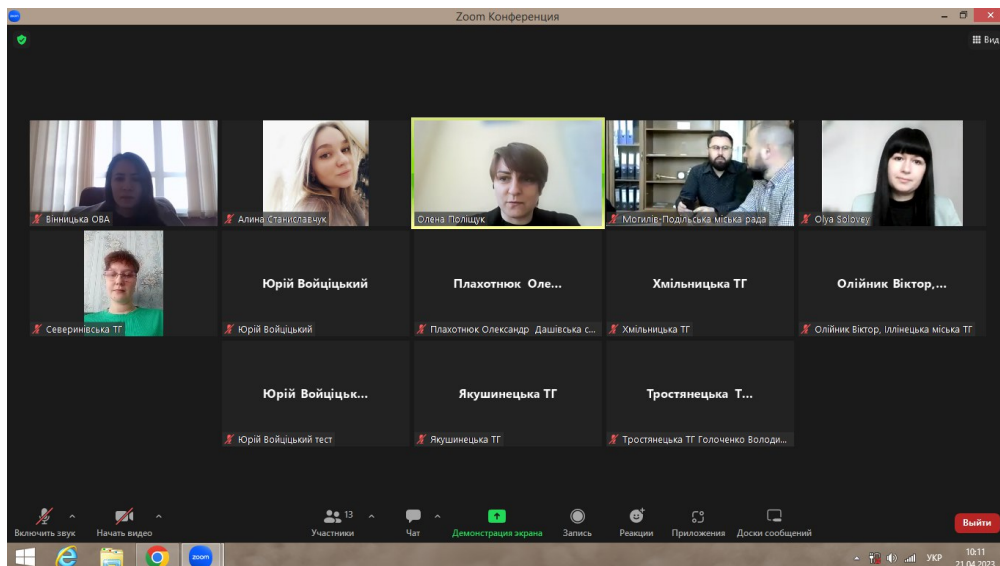 Zoom Конференция
Вид
Вінницька ОВА
Алина Станиславчук
Олена Поліщук
Могилів-Подільська міська рада
Olya Solovey
Северинівська ТГ
Юрій Войціцкий
Юрій Войціцкий
Плахотнюк Оле...
Плахотнюк Олександр Дашівська с...
Хмільницька ТГ
Хмільницька ТГ
Олійник Віктор,...
Олійник Віктор, Іллінецька міська ТГ
Юрій Войціцьк...
Юрій Войціцький тест
Якушинецька ТГ
Якушинецька ТГ
Тростянецька Т...
Тростянецька ТГ Голоченко Володи...
Включить звук
Начать видео
13
Участники
Чат
Демонстрация экрана
Запись
Реакции
Приложения
Доски сообщений
Выйти
zoom
УКР
10:11
21.04.2023